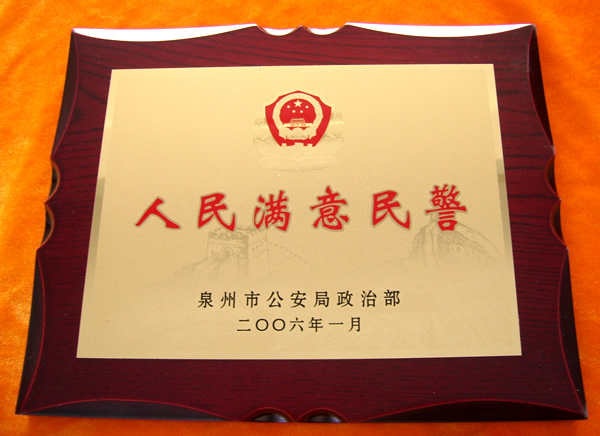 人民满意民警
泉州市公安局政治部
二〇〇六年一月